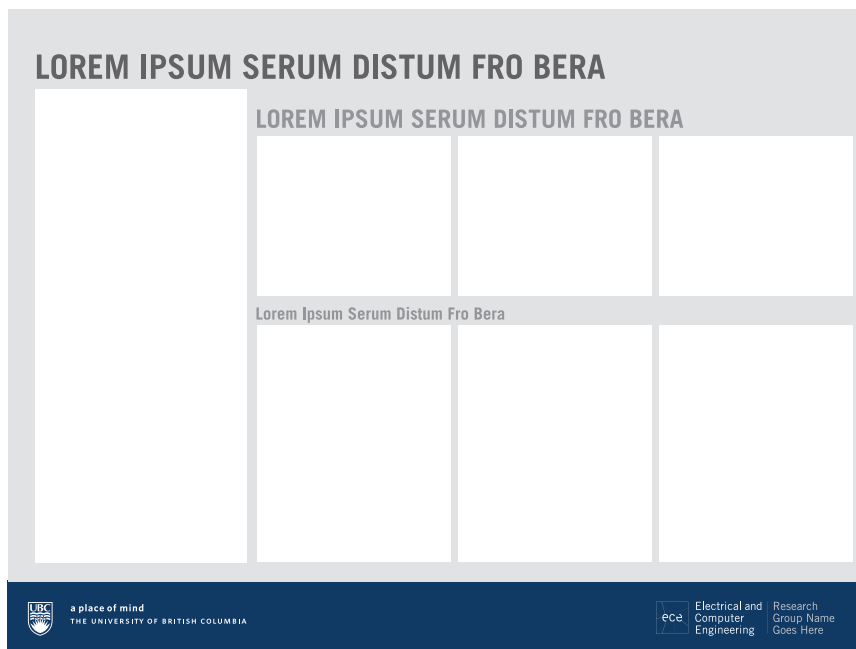 LOREM IPSUM SERUM DISTUM FRO BERA
LOREM IPSUM SERUM DISTUM FRO BERA
Lorem Ipsum Serum Distum Fro Bera
UBC
a place of mind
THE UNIVERSITY OF BRITISH COLUMBIA
ece
Electrical and
Computer
Engineering
Research
Group Name
Goes Here